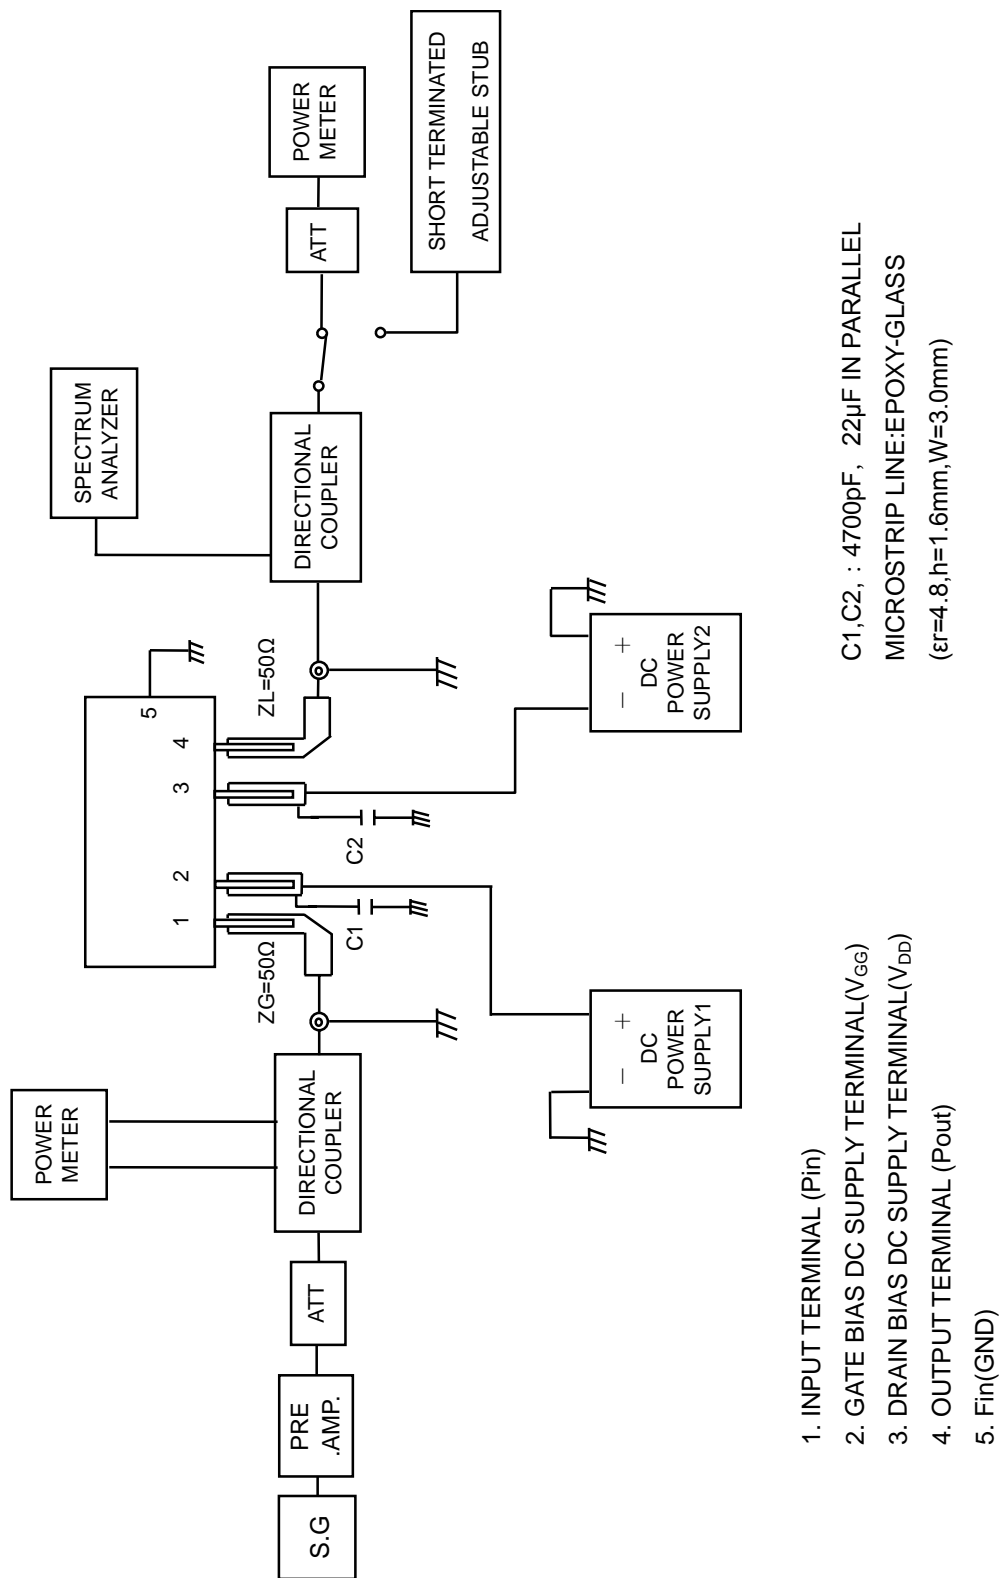 S.G
PRE
.AMP.
ATT
DIRECTIONAL
COUPLER
POWER
METER
ZG=50Ω
1
2
3
4
5
C1
C2
ZL=50Ω
DIRECTIONAL
COUPLER
SPECTRUM
ANALYZER
ATT
POWER
METER
SHORT TERMINATED
ADJUSTABLE STUB
− +
DC
POWER
SUPPLY1
− +
DC
POWER
SUPPLY2
1. INPUT TERMINAL (Pin)
2. GATE BIAS DC SUPPLY TERMINAL(VGG)
3. DRAIN BIAS DC SUPPLY TERMINAL(VDD)
4. OUTPUT TERMINAL (Pout)
5. Fin(GND)
C1,C2, : 4700pF, 22µF IN PARALLEL
MICROSTRIP LINE:EPOXY-GLASS
(εr=4.8,h=1.6mm,W=3.0mm)